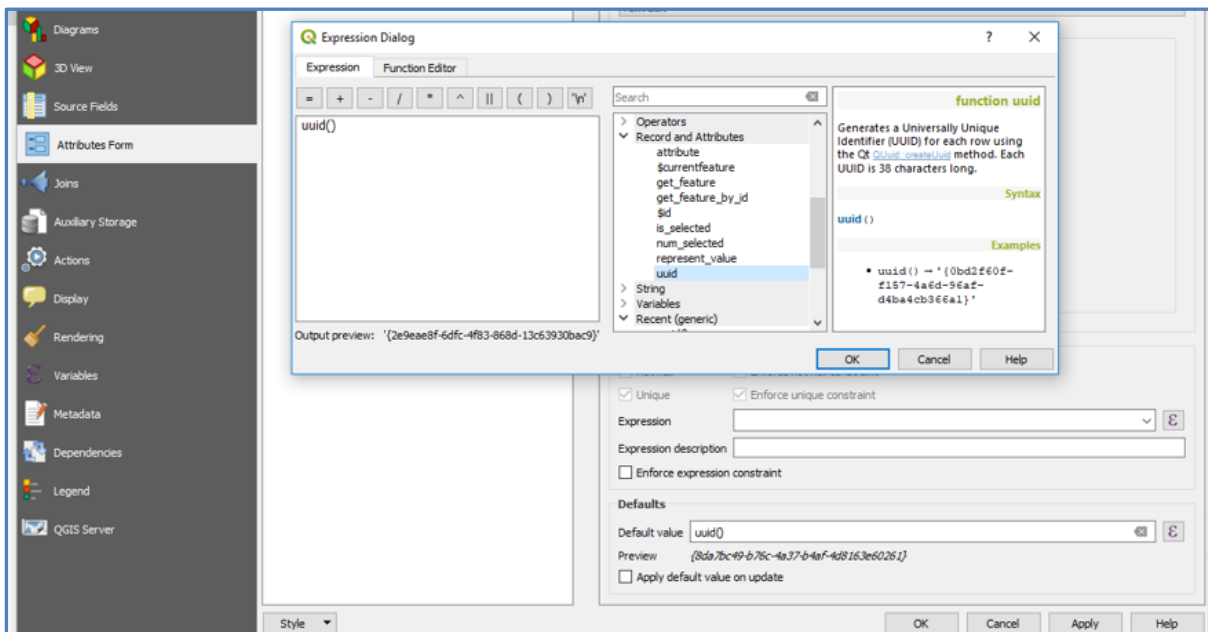 Diagrams
3D View
Source Fields
Attributes Form
Joins
Auxiliary Storage
Actions
Display
Rendering
Variables
Metadata
Dependencies
Legend
QGIS Server
Style
Expression Dialog
? ×
Expression Function Editor
= + - / * ^ || ( ) '\n'
uuid()
Output preview: '{2e9eae8f-6dfc-4f83-868d-13c63930bac9}'
Search
Operators
Record and Attributes
attribute
$currentfeature
get_feature
get_feature_by_id
$id
is_selected
num_selected
represent_value
uuid
String
Variables
Recent (generic)
function uuid
Generates a Universally Unique
Identifier (UUID) for each row using
the Qt QUuid::createUuid method. Each
UUID is 38 characters long.
Syntax
uuid ()
Examples
• uuid() → '{0bd2f60f-
f157-4a6d-96af-
d4ba4cb366a1}'
OK Cancel Help
Unique Enforce unique constraint
Expression ε
Expression description
Enforce expression constraint
Defaults
Default value uuid() ε
Preview {8da7bc49-b76c-4a37-b4af-4d8163e60261}
Apply default value on update
OK Cancel Apply Help